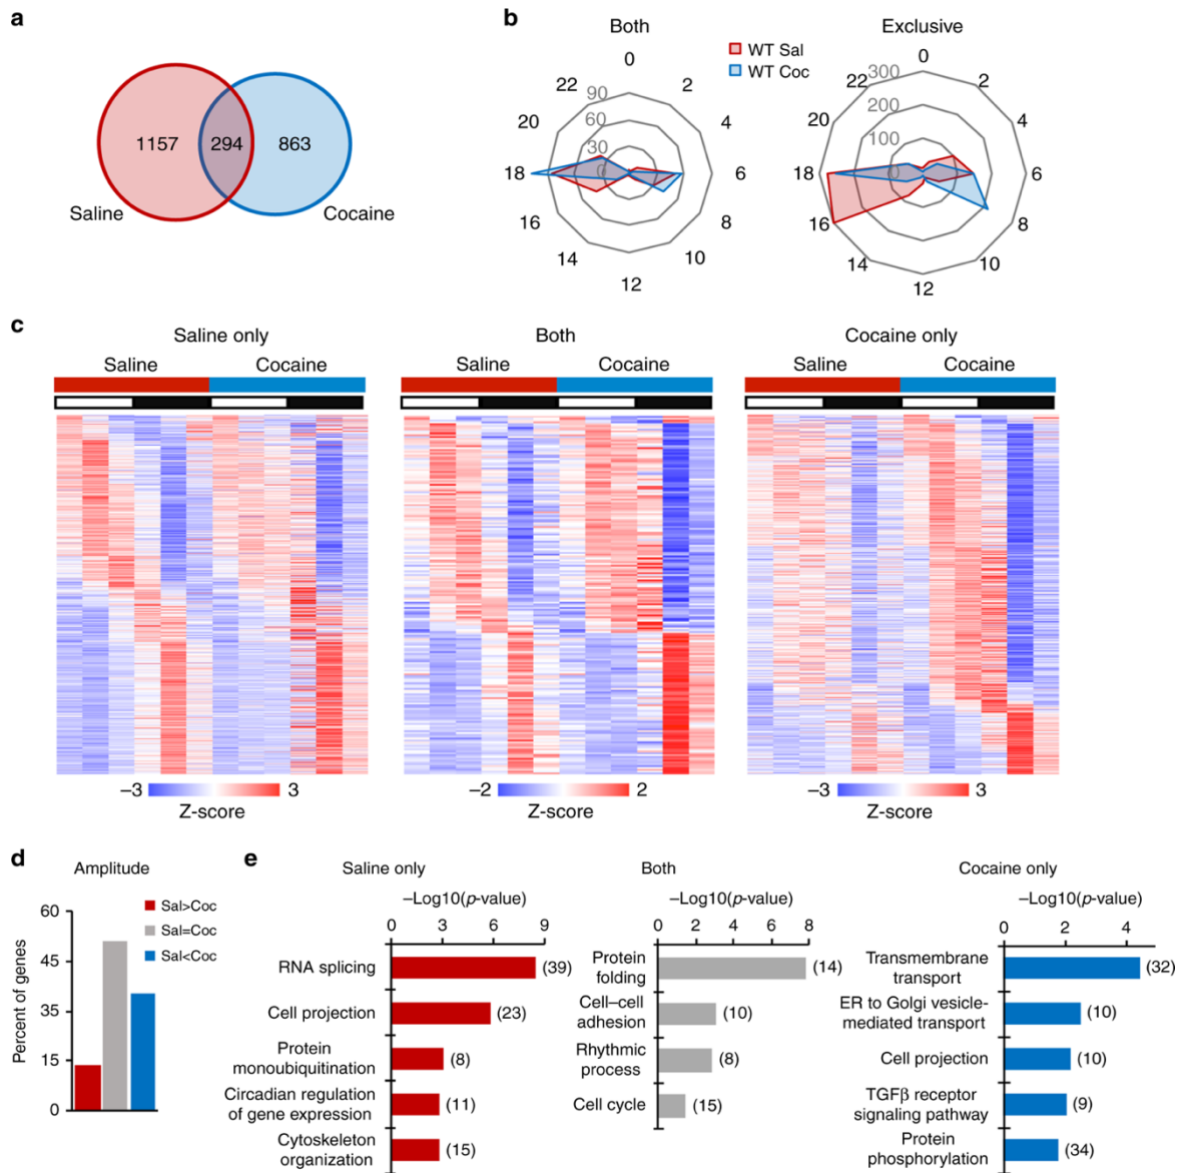 a
1157 294 863
Saline
Cocaine
b
Both
Exclusive
WT Sal
WT Coc
0
2
4
6
8
10
12
14
16
18
20
22
90
60
30
0
0
2
4
6
8
10
12
14
16
18
20
22
300
200
100
c
Saline only
Saline Cocaine
Both
Saline Cocaine
Cocaine only
Saline Cocaine
−3 3
Z-score
−2 2
Z-score
−3 3
Z-score
d
Amplitude
Sal>Coc
Sal=Coc
Sal<Coc
Percent of genes
60
45
35
15
0
e
Saline only
−Log10(p-value)
0 3 6 9
RNA splicing (39)
Cell projection (23)
Protein
monoubiquitination (8)
Circadian regulation
of gene expression (11)
Cytoskeleton
organization (15)
Both
−Log10(p-value)
0 2 4 6 8
Protein
folding (14)
Cell–cell
adhesion (10)
Rhythmic
process (8)
Cell cycle (15)
Cocaine only
−Log10(p-value)
0 2 4
Transmembrane
transport (32)
ER to Golgi vesicle-
mediated transport (10)
Cell projection (10)
TGFβ receptor
signaling pathway (9)
Protein
phosphorylation (34)